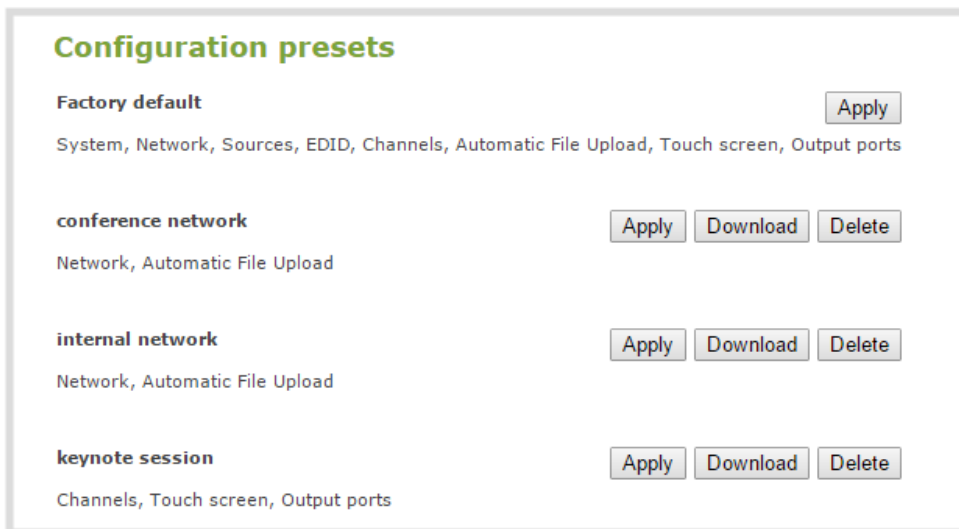 Configuration presets
Factory default
Apply
System, Network, Sources, EDID, Channels, Automatic File Upload, Touch screen, Output ports
conference network
Apply Download Delete
Network, Automatic File Upload
internal network
Apply Download Delete
Network, Automatic File Upload
keynote session
Apply Download Delete
Channels, Touch screen, Output ports